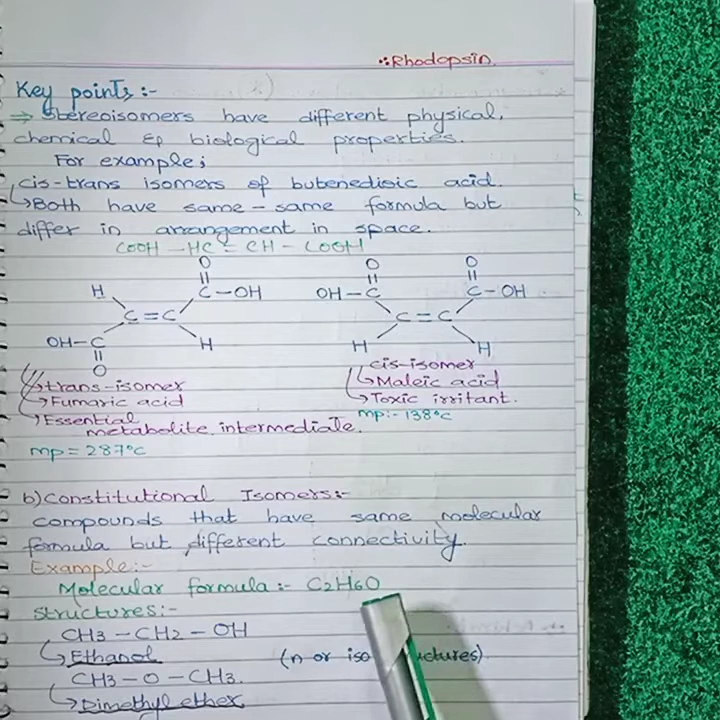 ∴Rhodopsin
Key points:-
⇒ Stereoisomers have different physical,
chemical & biological properties.
For example;
cis-trans isomers of butenedioic acid.
↳Both have same-same formula but
differ in arrangement in space.
COOH-HC=CH-COOH
O O O
H C-OH OH-C C-OH
C=C C=C
OH-C H H H
O
cis-isomer
trans-isomer ↳Maleic acid
→Fumaric acid ↳Toxic irritant.
→Essential mp:-138°C
metabolite intermediate.
mp=287°C
b)Constitutional Isomers:-
compounds that have same molecular
formula but different connectivity.
Example:-
Molecular formula:- C2H6O
structures:-
CH3-CH2-OH
↳Ethanol (n or iso uctures)
CH3-O-CH3.
↳Dimethyl ether